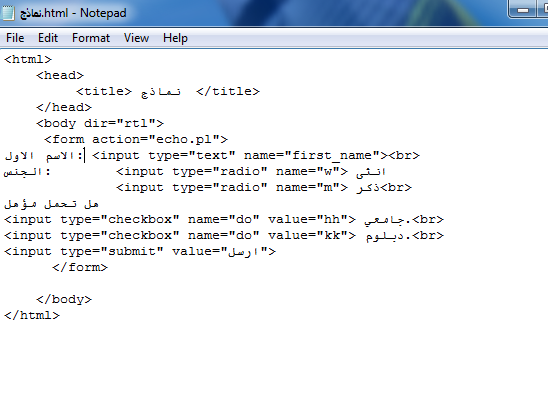 نماذج.html - Notepad
File Edit Format View Help
<html>
<head>
<title> نماذج </title>
</head>
<body dir="rtl">
<form action="echo.pl">
الاسم الاول: <input type="text" name="first_name"><br>
الجنس: <input type="radio" name="w"> انثى
<input type="radio" name="m"> ذكر<br>
هل تحمل مؤهل
<input type="checkbox" name="do" value="hh"> جامعي.<br>
<input type="checkbox" name="do" value="kk"> دبلوم.<br>
<input type="submit" value="ارسل">
</form>
</body>
</html>